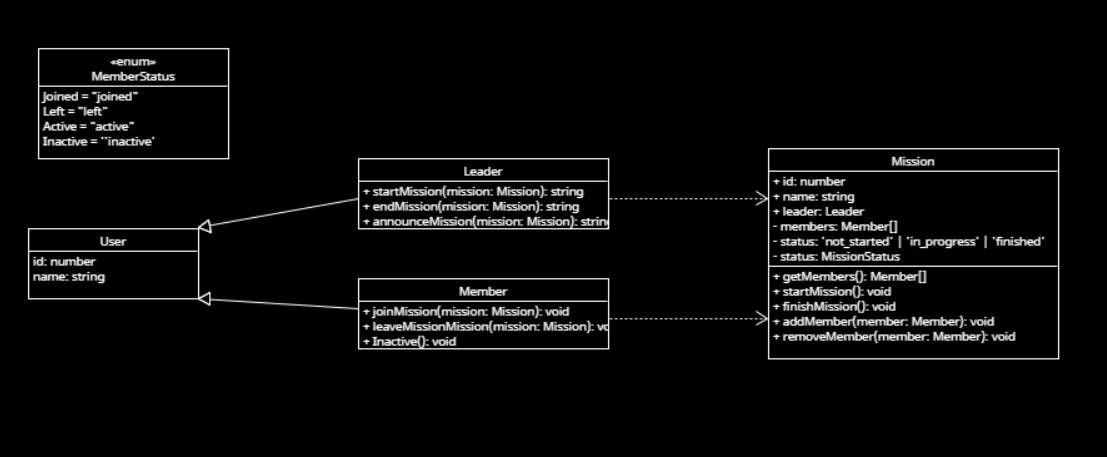 «enum»
MemberStatus
Joined = "joined"
Left = "left"
Active = "active"
Inactive = "'inactive'
User
id: number
name: string
Leader
+ startMission(mission: Mission): string
+ endMission(mission: Mission): string
+ announceMission(mission: Mission): string
Member
+ joinMission(mission: Mission): void
+ leaveMissionMission(mission: Mission): vo
+ Inactive(): void
Mission
+ id: number
+ name: string
+ leader: Leader
- members: Member[]
- status: 'not_started' | 'in_progress' | 'finished'
- status: MissionStatus
+ getMembers(): Member[]
+ startMission(): void
+ finishMission(): void
+ addMember(member: Member): void
+ removeMember(member: Member): void